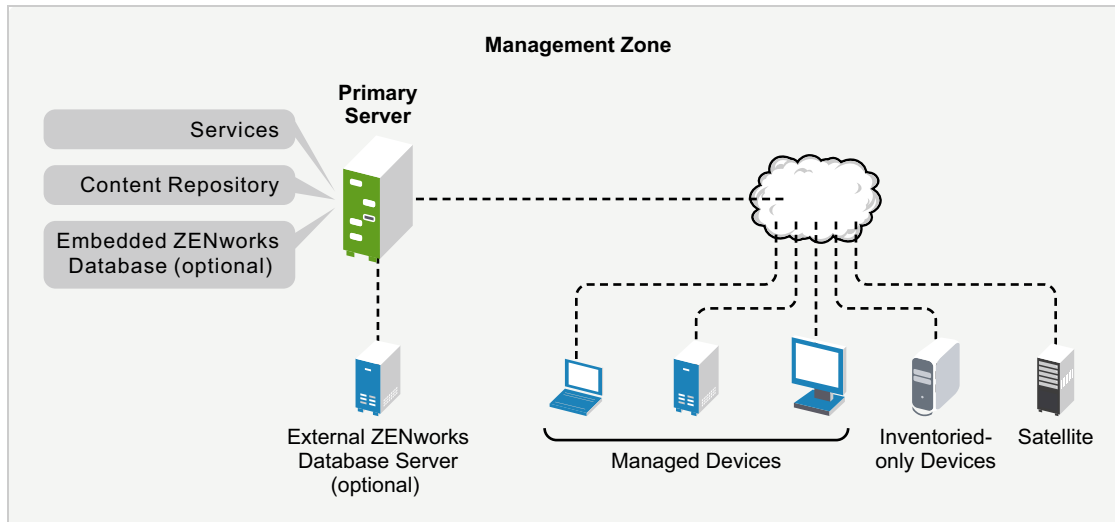 Management Zone
Primary
Server
Services
Content Repository
Embedded ZENworks
Database (optional)
External ZENworks
Database Server
(optional)
Managed Devices
Inventoried-
only Devices
Satellite